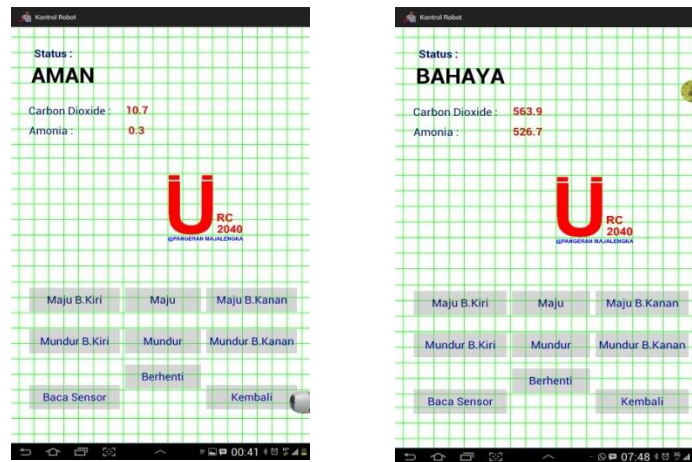 Kontrol Robot
Status :
AMAN
Carbon Dioxide : 10.7
Amonia : 0.3
Ü RC
2040
@PANGERAN MAJALENGKA
Maju B.Kiri Maju Maju B.Kanan
Mundur B.Kiri Mundur Mundur B.Kanan
Berhenti
Baca Sensor Kembali
00:41
Kontrol Robot
Status :
BAHAYA
Carbon Dioxide : 563.9
Amonia : 526.7
Ü RC
2040
@PANGERAN MAJALENGKA
Maju B.Kiri Maju Maju B.Kanan
Mundur B.Kiri Mundur Mundur B.Kanan
Berhenti
Baca Sensor Kembali
07:48